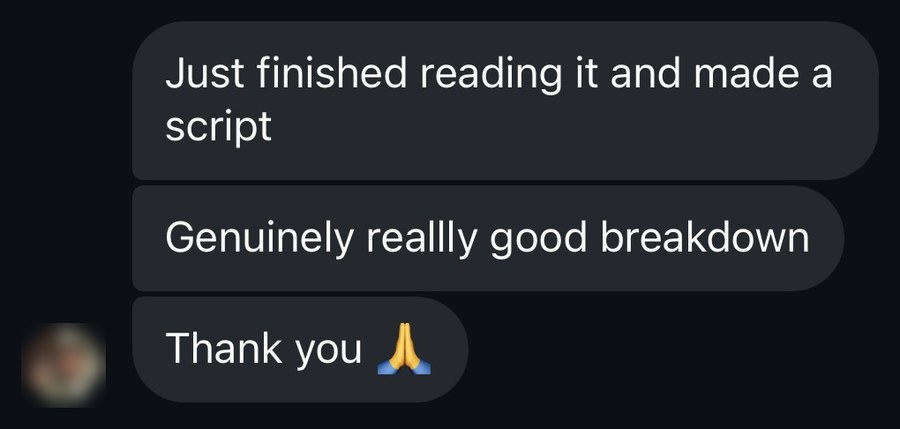 Just finished reading it and made a
script
Genuinely reallly good breakdown
Thank you 🙏